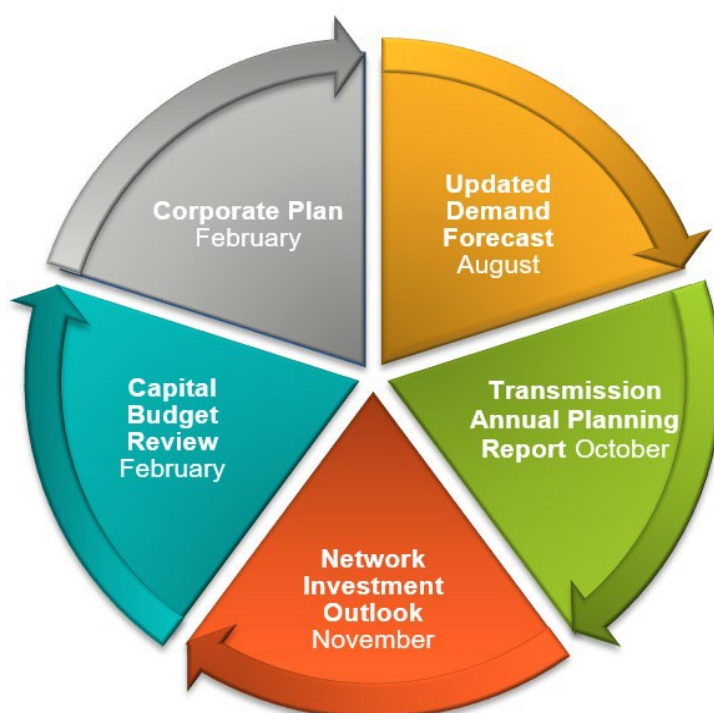 Corporate Plan
February
Updated
Demand
Forecast
August
Transmission
Annual Planning
Report October
Network
Investment
Outlook
November
Capital
Budget
Review
February